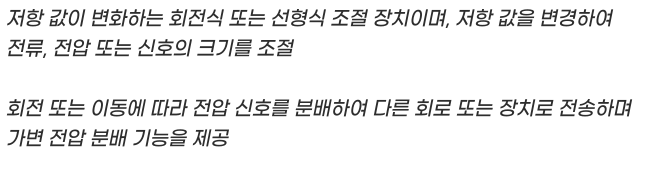 저항 값이 변화하는 회전식 또는 선형식 조절 장치이며, 저항 값을 변경하여
전류, 전압 또는 신호의 크기를 조절
회전 또는 이동에 따라 전압 신호를 분배하여 다른 회로 또는 장치로 전송하며
가변 전압 분배 기능을 제공